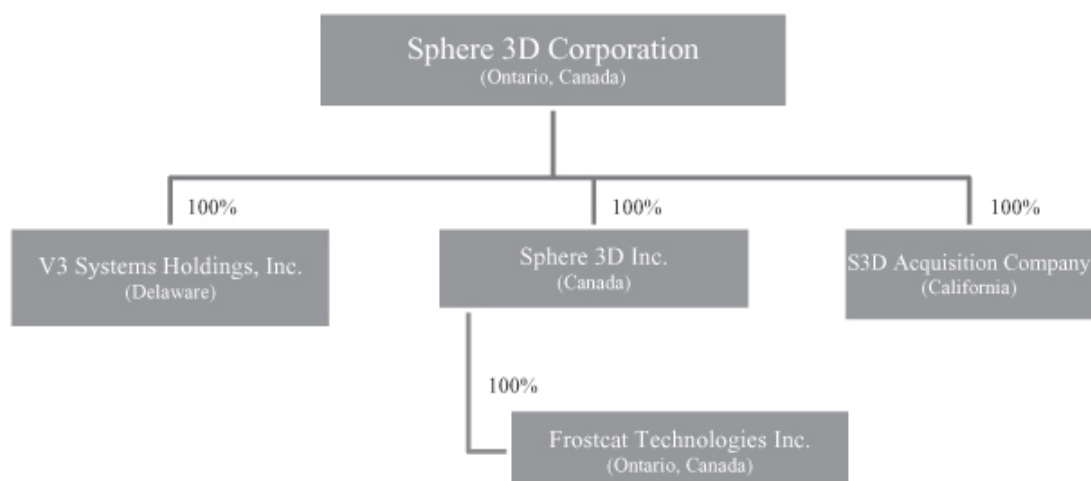 Sphere 3D Corporation
(Ontario, Canada)
100%
100%
100%
V3 Systems Holdings, Inc.
(Delaware)
Sphere 3D Inc.
(Canada)
S3D Acquisition Company
(California)
100%
Frostcat Technologies Inc.
(Ontario, Canada)